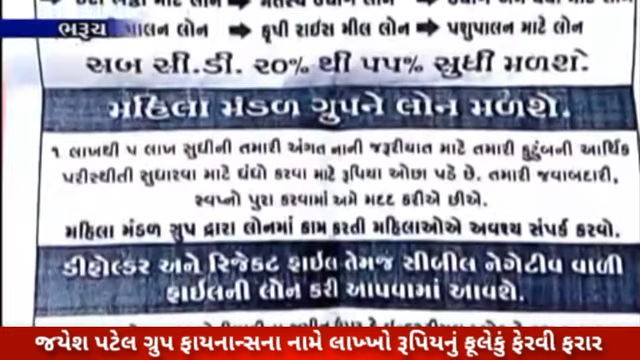 માટે લોન
ભરૂચ પાલન લોન ➡ કૃપી રાઇસ મીલ લોન ➡ પશુપાલન માટે લોન
સબ સી.ડી. ૨૦% થી ૫૫% સુધી મળશે.
મહિલા મંડળ ગ્રુપને લોન મળશે.
૧ લાખથી ૫ લાખ સુધીની તમારી અંગત નાની જરૂરીયાત માટે તમારી કુટુંબની આર્થિક
પરીસ્થીતી સુધારવા માટે ધંધો કરવા માટે રૂપિયા ઓછા પડે છે. તમારી જવાબદારી,
સ્વપ્નો પુરા કરવામાં અમે મદદ કરીએ છીએ.
મહિલા મંડળ ગ્રુપ દ્વારા લોનમાં કામ કરતી મહિલાઓએ અવશ્ય સંપર્ક કરવો.
ડીફોલ્ડર અને રિજેકટ ફાઇલ તેમજ સીબીલ નેગેટીવ વાળી
ફાઇલની લોન કરી આપવામાં આવશે.
જયેશ પટેલ ગ્રુપ ફાયનાન્સના નામે લાખ્ખો રૂપિયનું ફૂલેકું ફેરવી ફરાર